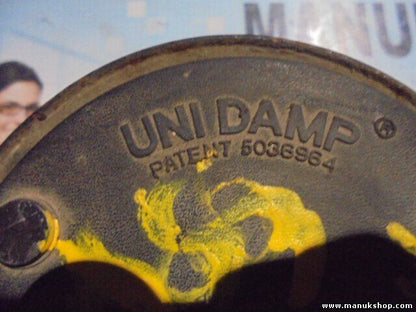 MANU
UNI DAMP ®
PATENT 5036964
www.manukshop.com